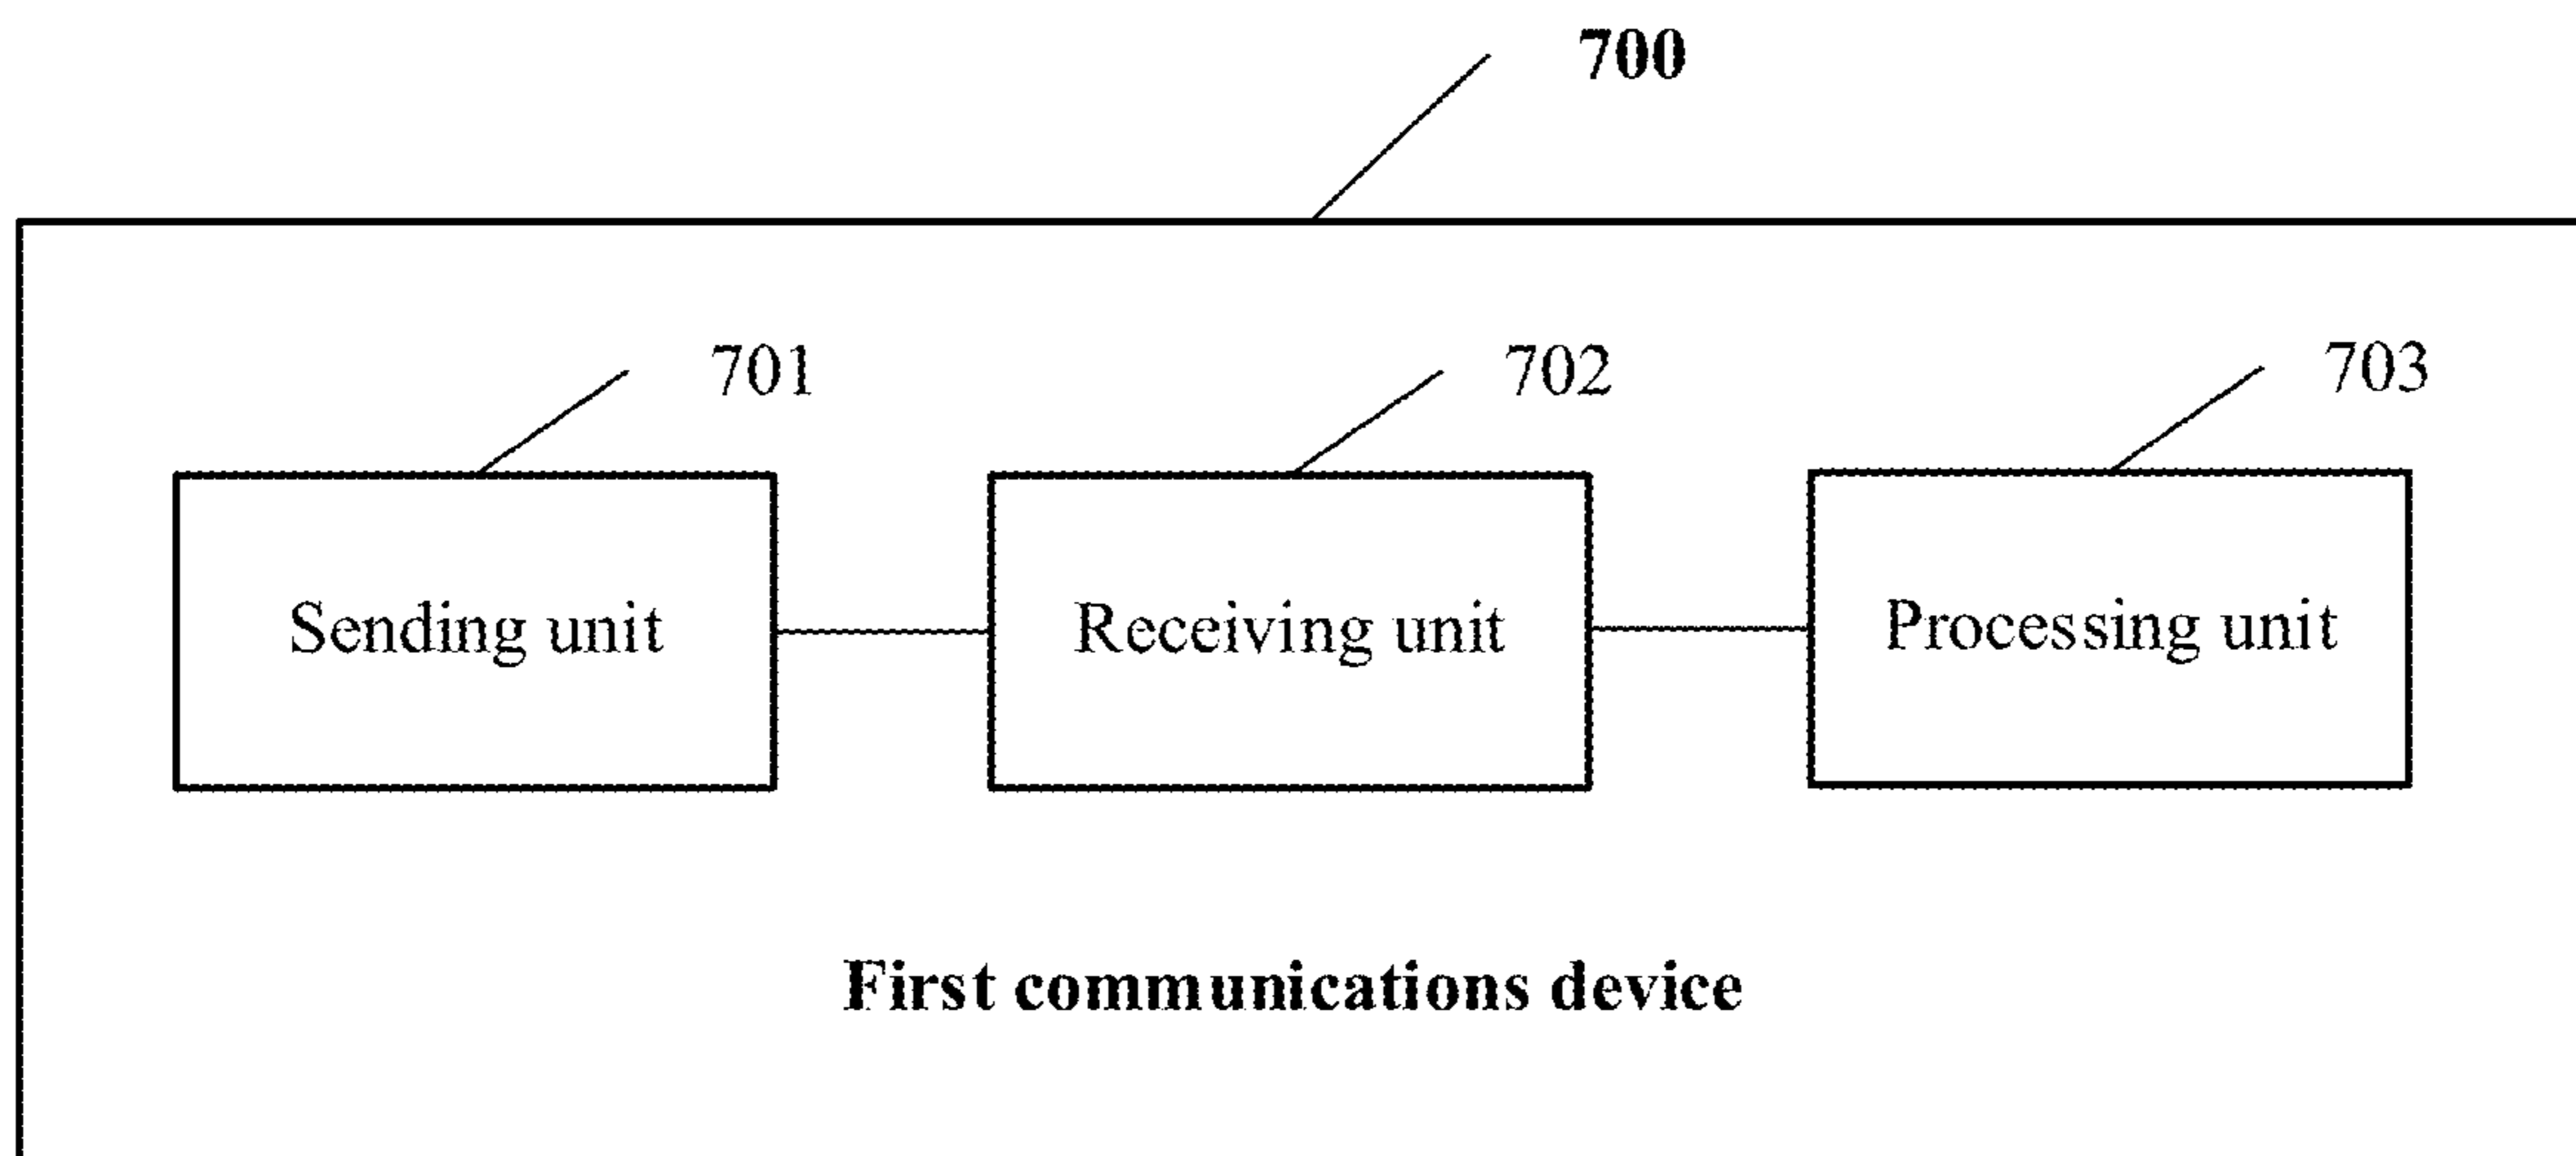 700
701
702
703
Sending unit
Receiving unit
Processing unit
First communications device